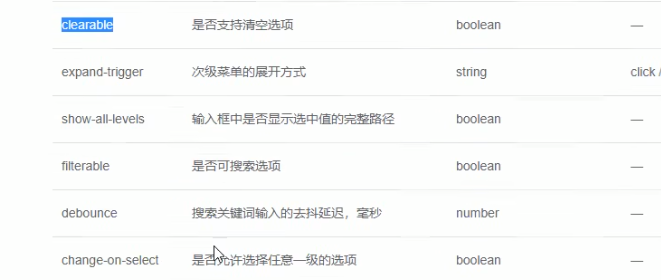 clearable 是否支持清空选项 boolean —
expand-trigger 次级菜单的展开方式 string click /
show-all-levels 输入框中是否显示选中值的完整路径 boolean —
filterable 是否可搜索选项 boolean —
debounce 搜索关键词输入的去抖延迟，毫秒 number —
change-on-select 是否允许选择任意一级的选项 boolean —